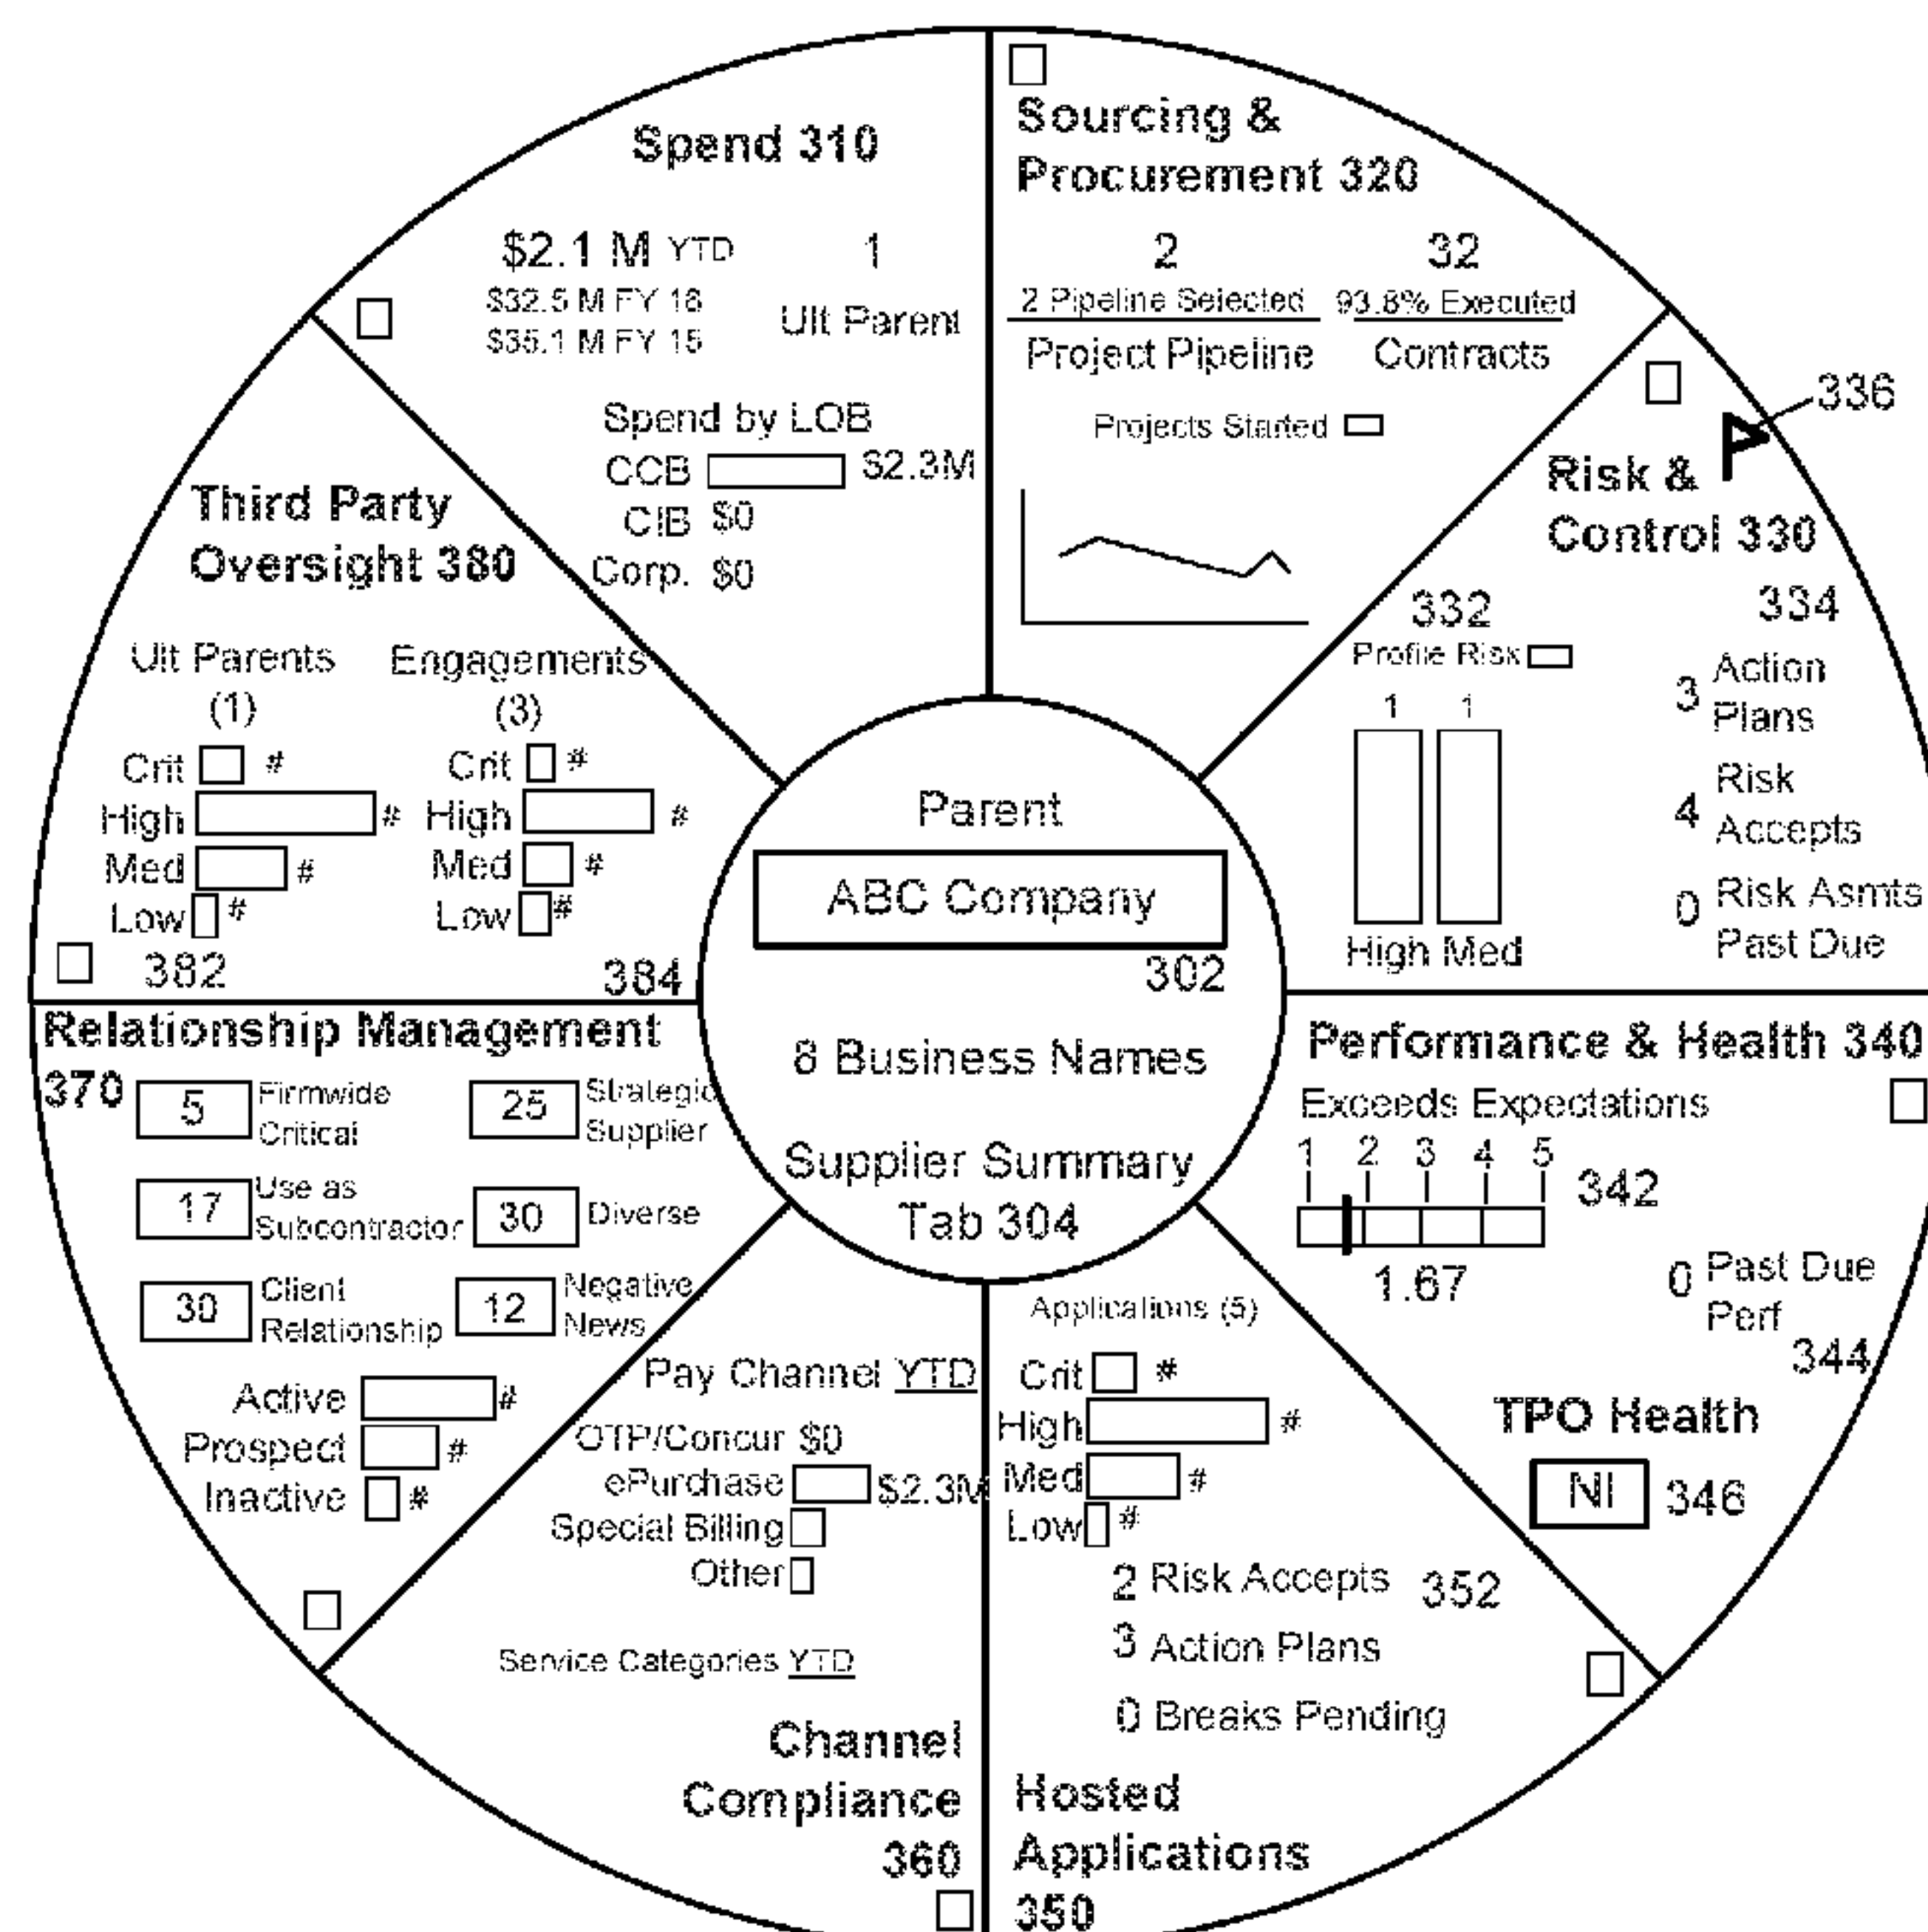 Spend 310
$2.1 M YTD
$32.5 M FY 16
$35.1 M FY 15
1
Ult Parent
Spend by LOB
CCB $2.3M
CIB $0
Corp. $0
Sourcing &
Procurement 320
2
2 Pipeline Selected
Project Pipeline
32
93.8% Executed
Contracts
Projects Started
336
Risk &
Control 330
332
Profile Risk
1 1
High Med
334
3 Action
Plans
4 Risk
Accepts
0 Risk Asmts
Past Due
Third Party
Oversight 380
Ult Parents
(1)
Crit #
High #
Med #
Low #
382
Engagements
(3)
Crit #
High #
Med #
Low #
384
Parent
ABC Company
302
8 Business Names
Supplier Summary
Tab 304
Relationship Management
370
5 Firmwide
Critical
25 Strategic
Supplier
17 Use as
Subcontractor
30 Diverse
30 Client
Relationship
12 Negative
News
Active #
Prospect #
Inactive #
Performance & Health 340
Exceeds Expectations
1 2 3 4 5
342
1.67
0 Past Due
Perf
344
TPO Health
NI 346
Pay Channel YTD
OTP/Concur $0
ePurchase $2.3M
Special Billing
Other
Service Categories YTD
Channel
Compliance
360
Applications (5)
Crit #
High #
Med #
Low #
2 Risk Accepts 352
3 Action Plans
0 Breaks Pending
Hosted
Applications
350